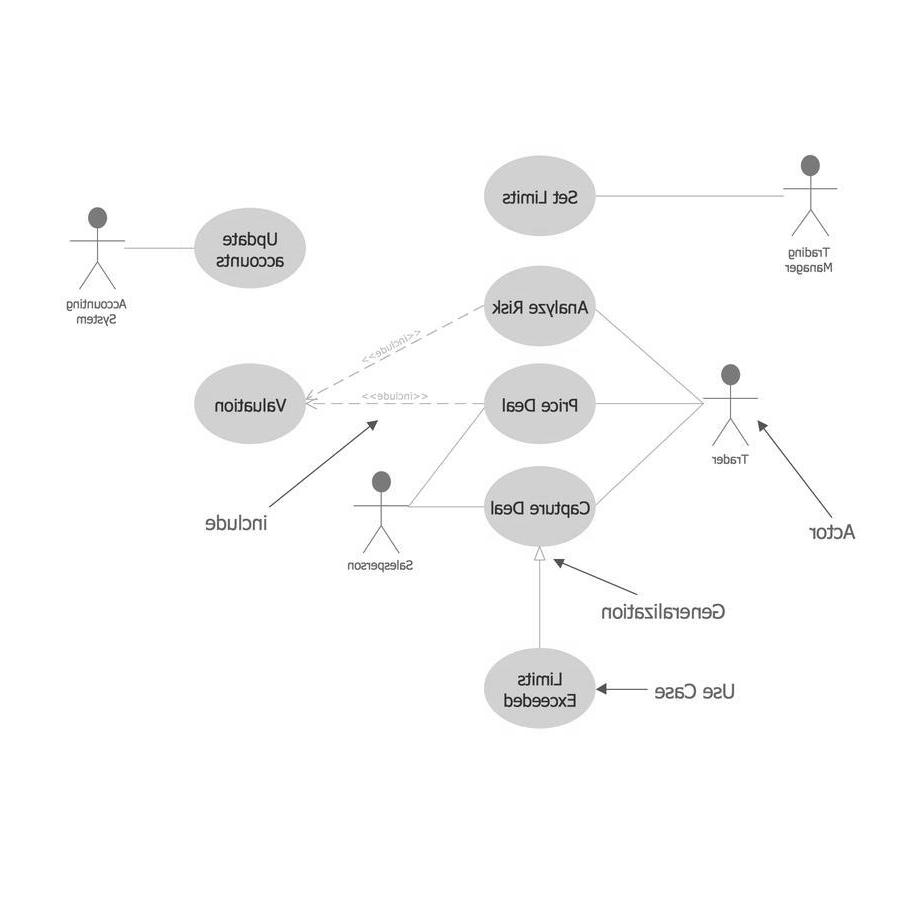 Set Limits
Trading
Manager
Update
accounts
Accounting
System
Analyze Risk
<<include>>
<<include>>
Valuation
Price Deal
Trader
include
Capture Deal
Salesperson
Actor
Generalization
Limits
Exceeded
Use Case